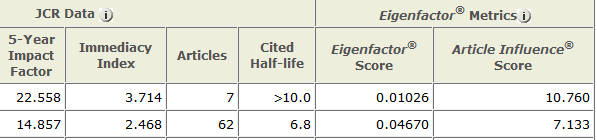 JCR Data i Eigenfactor® Metrics i
5-Year Impact Factor Immediacy Index Articles Cited Half-life Eigenfactor® Score Article Influence® Score
22.558 3.714 7 >10.0 0.01026 10.760
14.857 2.468 62 6.8 0.04670 7.133